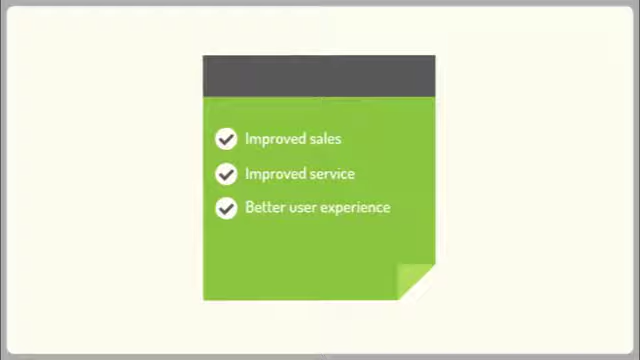 Improved sales
Improved service
Better user experience